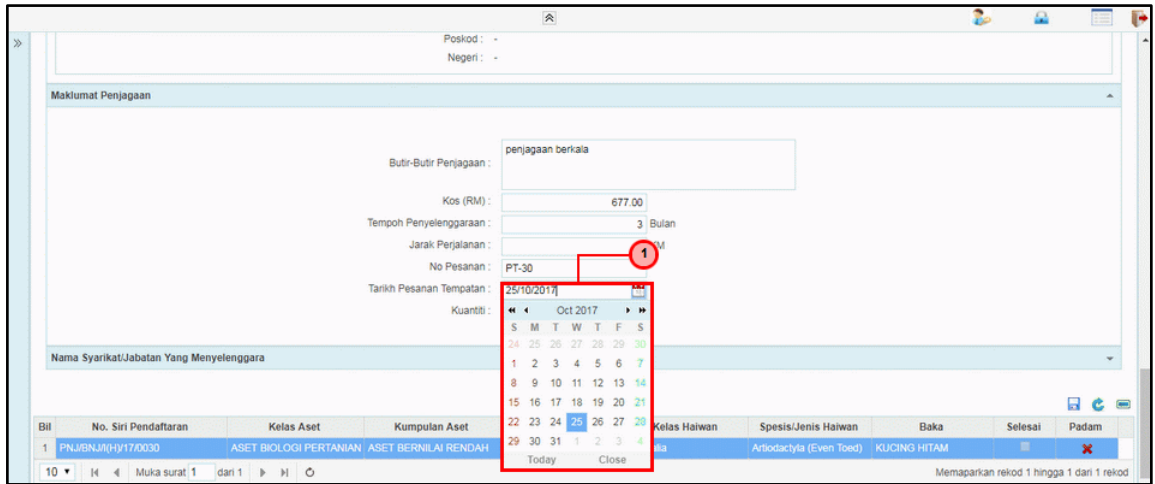 Poskod : -
Negeri : -
Maklumat Penjagaan
Butir-Butir Penjagaan : penjagaan berkala
Kos (RM) : 677.00
Tempoh Penyelenggaraan : 3 Bulan
Jarak Perjalanan :
1
No Pesanan : PT-30
Tarikh Pesanan Tempatan : 25/10/2017
Kuantiti :
Oct 2017
S M T W T F S
24 25 26 27 28 29 30
1 2 3 4 5 6 7
8 9 10 11 12 13 14
15 16 17 18 19 20 21
22 23 24 25 26 27 28
29 30 31 1 2 3 4
Today Close
Nama Syarikat/Jabatan Yang Menyelenggara
Bil No. Siri Pendaftaran Kelas Aset Kumpulan Aset Kelas Haiwan Spesis/Jenis Haiwan Baka Selesai Padam
1 PNJ/BNJ/I(H)/17/0030 ASET BIOLOGI PERTANIAN ASET BERNILAI RENDAH Artiodactyla (Even Toed) KUCING HITAM
10 Muka surat 1 dari 1 Memaparkan rekod 1 hingga 1 dari 1 rekod